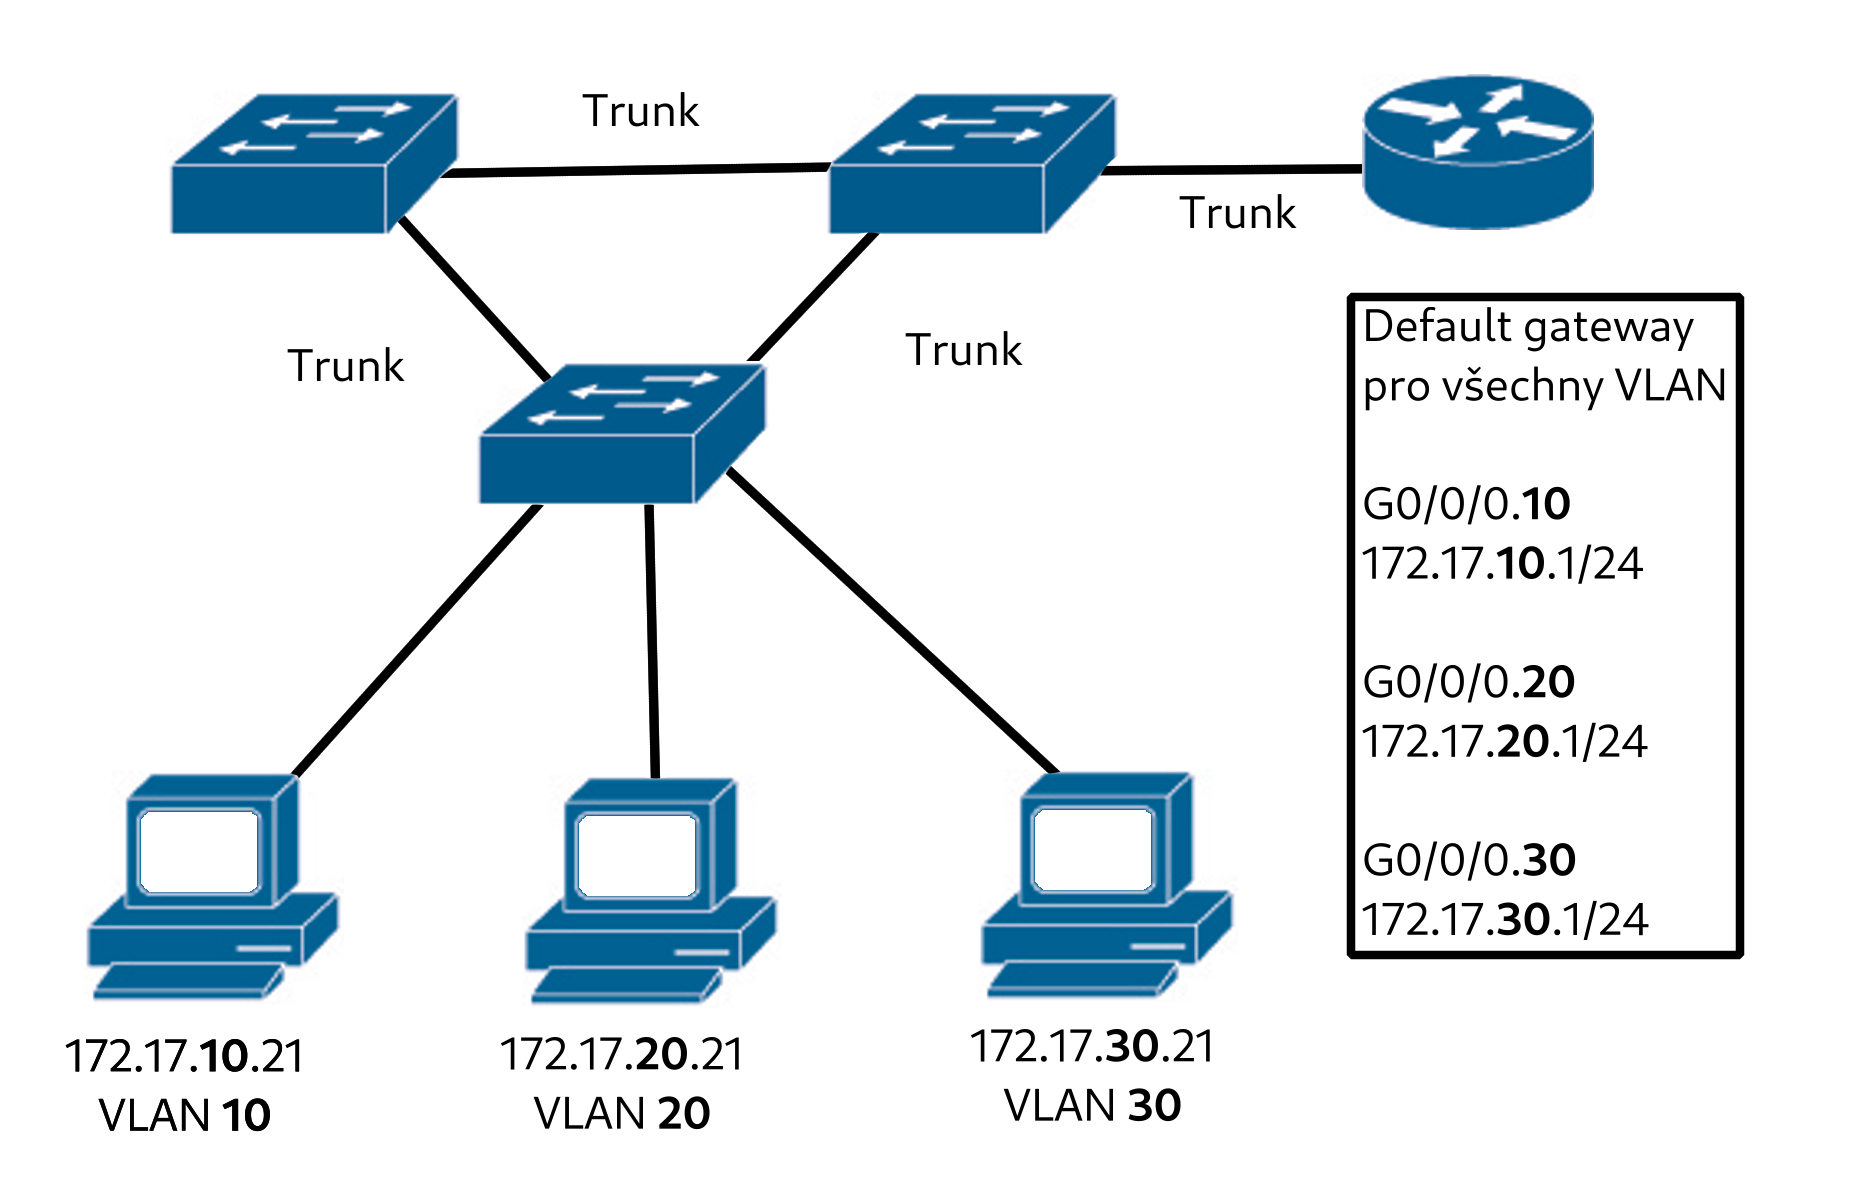 Trunk
Trunk
Trunk
Trunk
Default gateway
pro všechny VLAN
G0/0/0.10
172.17.10.1/24
G0/0/0.20
172.17.20.1/24
G0/0/0.30
172.17.30.1/24
172.17.10.21
VLAN 10
172.17.20.21
VLAN 20
172.17.30.21
VLAN 30